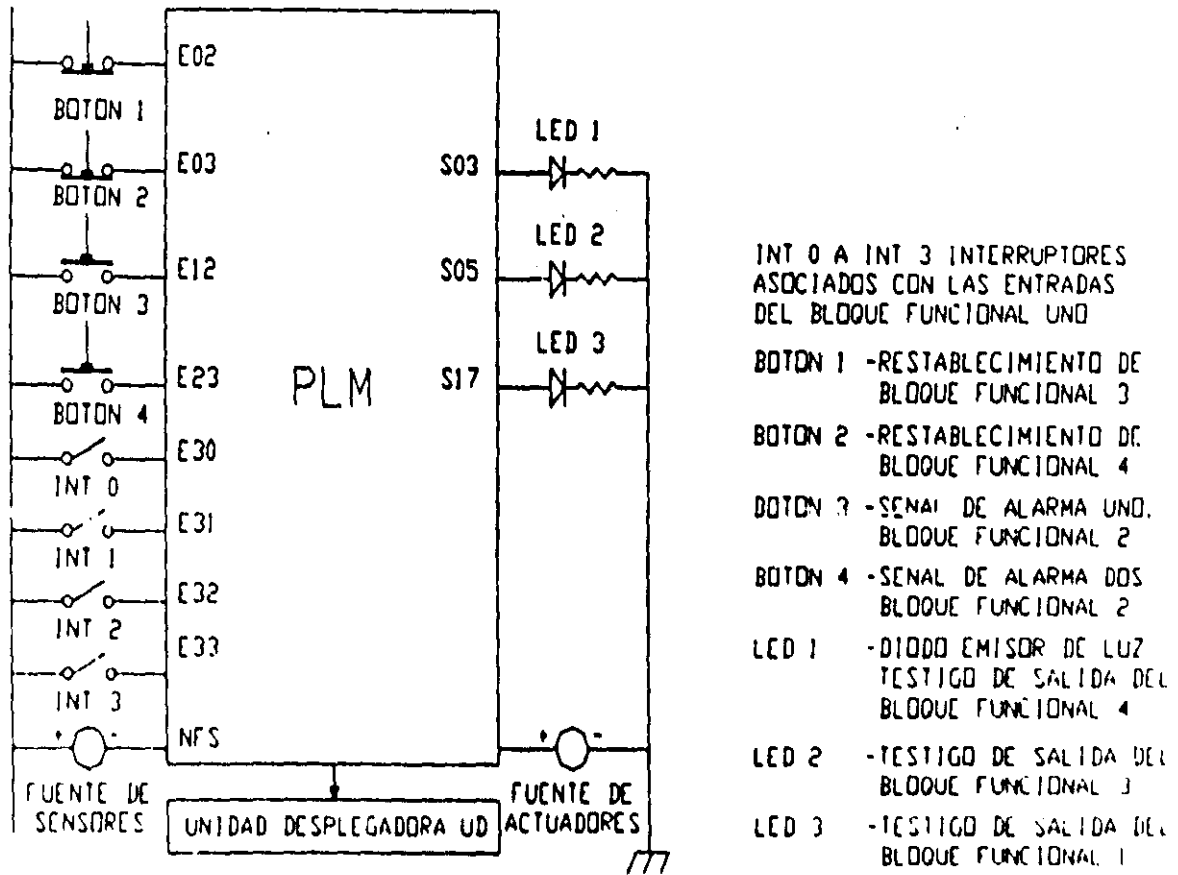 E02
BOTON 1
E03
BOTON 2
E12
BOTON 3
E23
BOTON 4
E30
INT 0
E31
INT 1
E32
INT 2
E33
INT 3
+ -
NFS
FUENTE DE
SENSORES
PLM
UNIDAD DESPLEGADORA UD
LED 1
S03
LED 2
S05
LED 3
S17
+ -
FUENTE DE
ACTUADORES
INT 0 A INT 3 INTERRUPTORES
ASOCIADOS CON LAS ENTRADAS
DEL BLOQUE FUNCIONAL UNO
BOTON 1 -RESTABLECIMIENTO DE
BLOQUE FUNCIONAL 3
BOTON 2 -RESTABLECIMIENTO DE
BLOQUE FUNCIONAL 4
BOTON 3 -SENAL DE ALARMA UNO.
BLOQUE FUNCIONAL 2
BOTON 4 -SENAL DE ALARMA DOS
BLOQUE FUNCIONAL 2
LED 1 -DIODO EMISOR DE LUZ
TESTIGO DE SALIDA DEL
BLOQUE FUNCIONAL 4
LED 2 -TESTIGO DE SALIDA DEL
BLOQUE FUNCIONAL 3
LED 3 -TESTIGO DE SALIDA DEL
BLOQUE FUNCIONAL 1